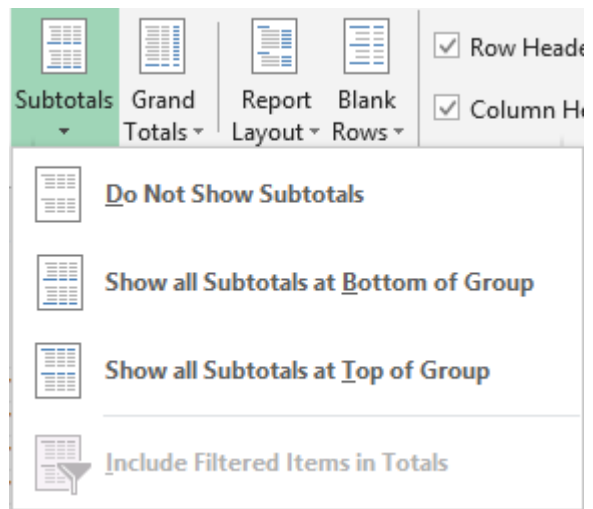 Subtotals Grand Totals Report Layout Blank Rows
Row Heade
Column He
Do Not Show Subtotals
Show all Subtotals at Bottom of Group
Show all Subtotals at Top of Group
Include Filtered Items in Totals